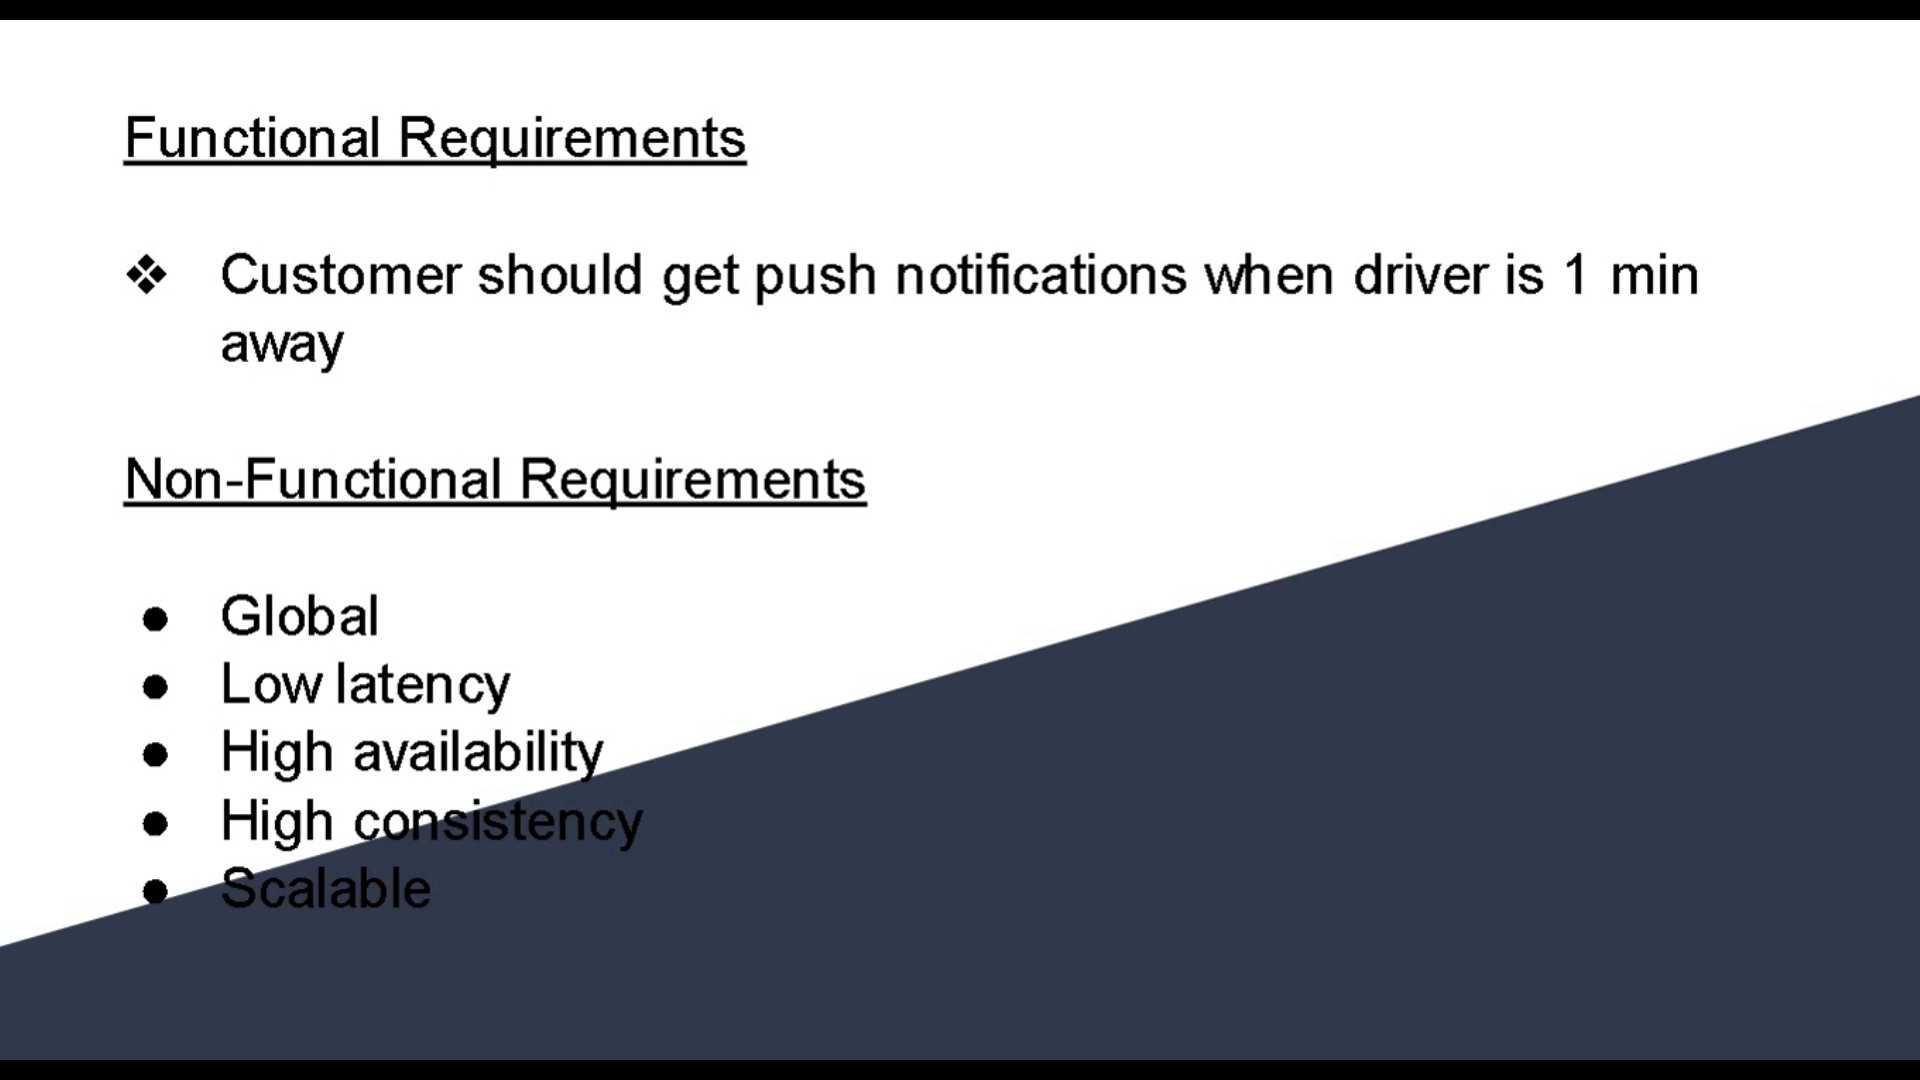 Functional Requirements
❖ Customer should get push notifications when driver is 1 min
away
Non-Functional Requirements
● Global
● Low latency
● High availability
● High consistency
● Scalable